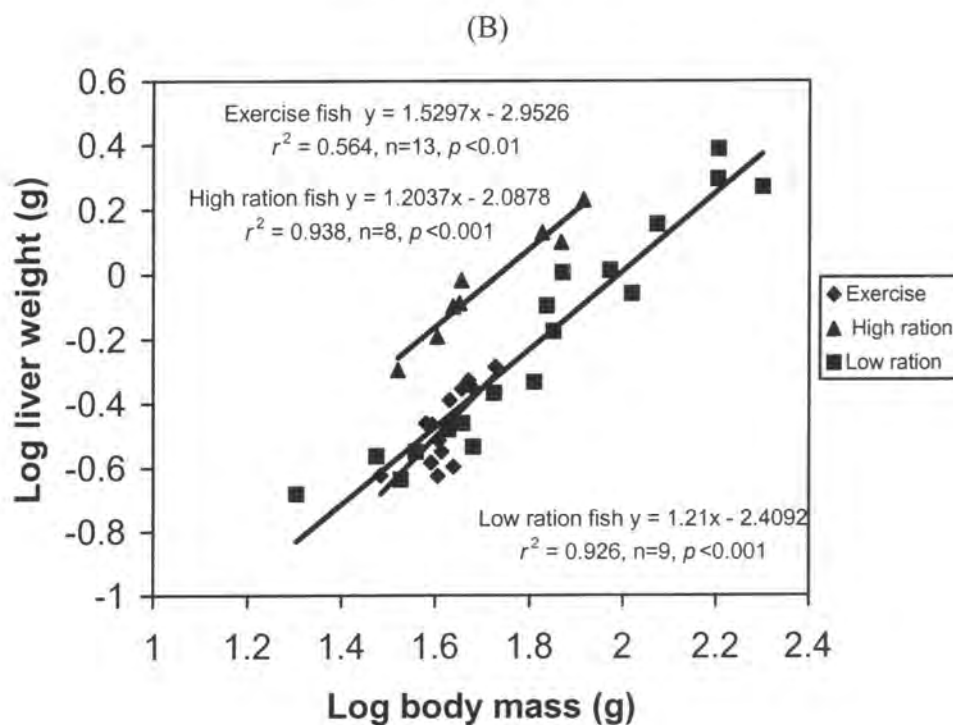 (B)
Exercise fish y = 1.5297x - 2.9526
r² = 0.564, n=13, p<0.01
High ration fish y = 1.2037x - 2.0878
r² = 0.938, n=8, p<0.001
Low ration fish y = 1.21x - 2.4092
r² = 0.926, n=9, p<0.001
Log liver weight (g)
0.6
0.4
0.2
0
-0.2
-0.4
-0.6
-0.8
-1
1 1.2 1.4 1.6 1.8 2 2.2 2.4
Log body mass (g)
Exercise
High ration
Low ration